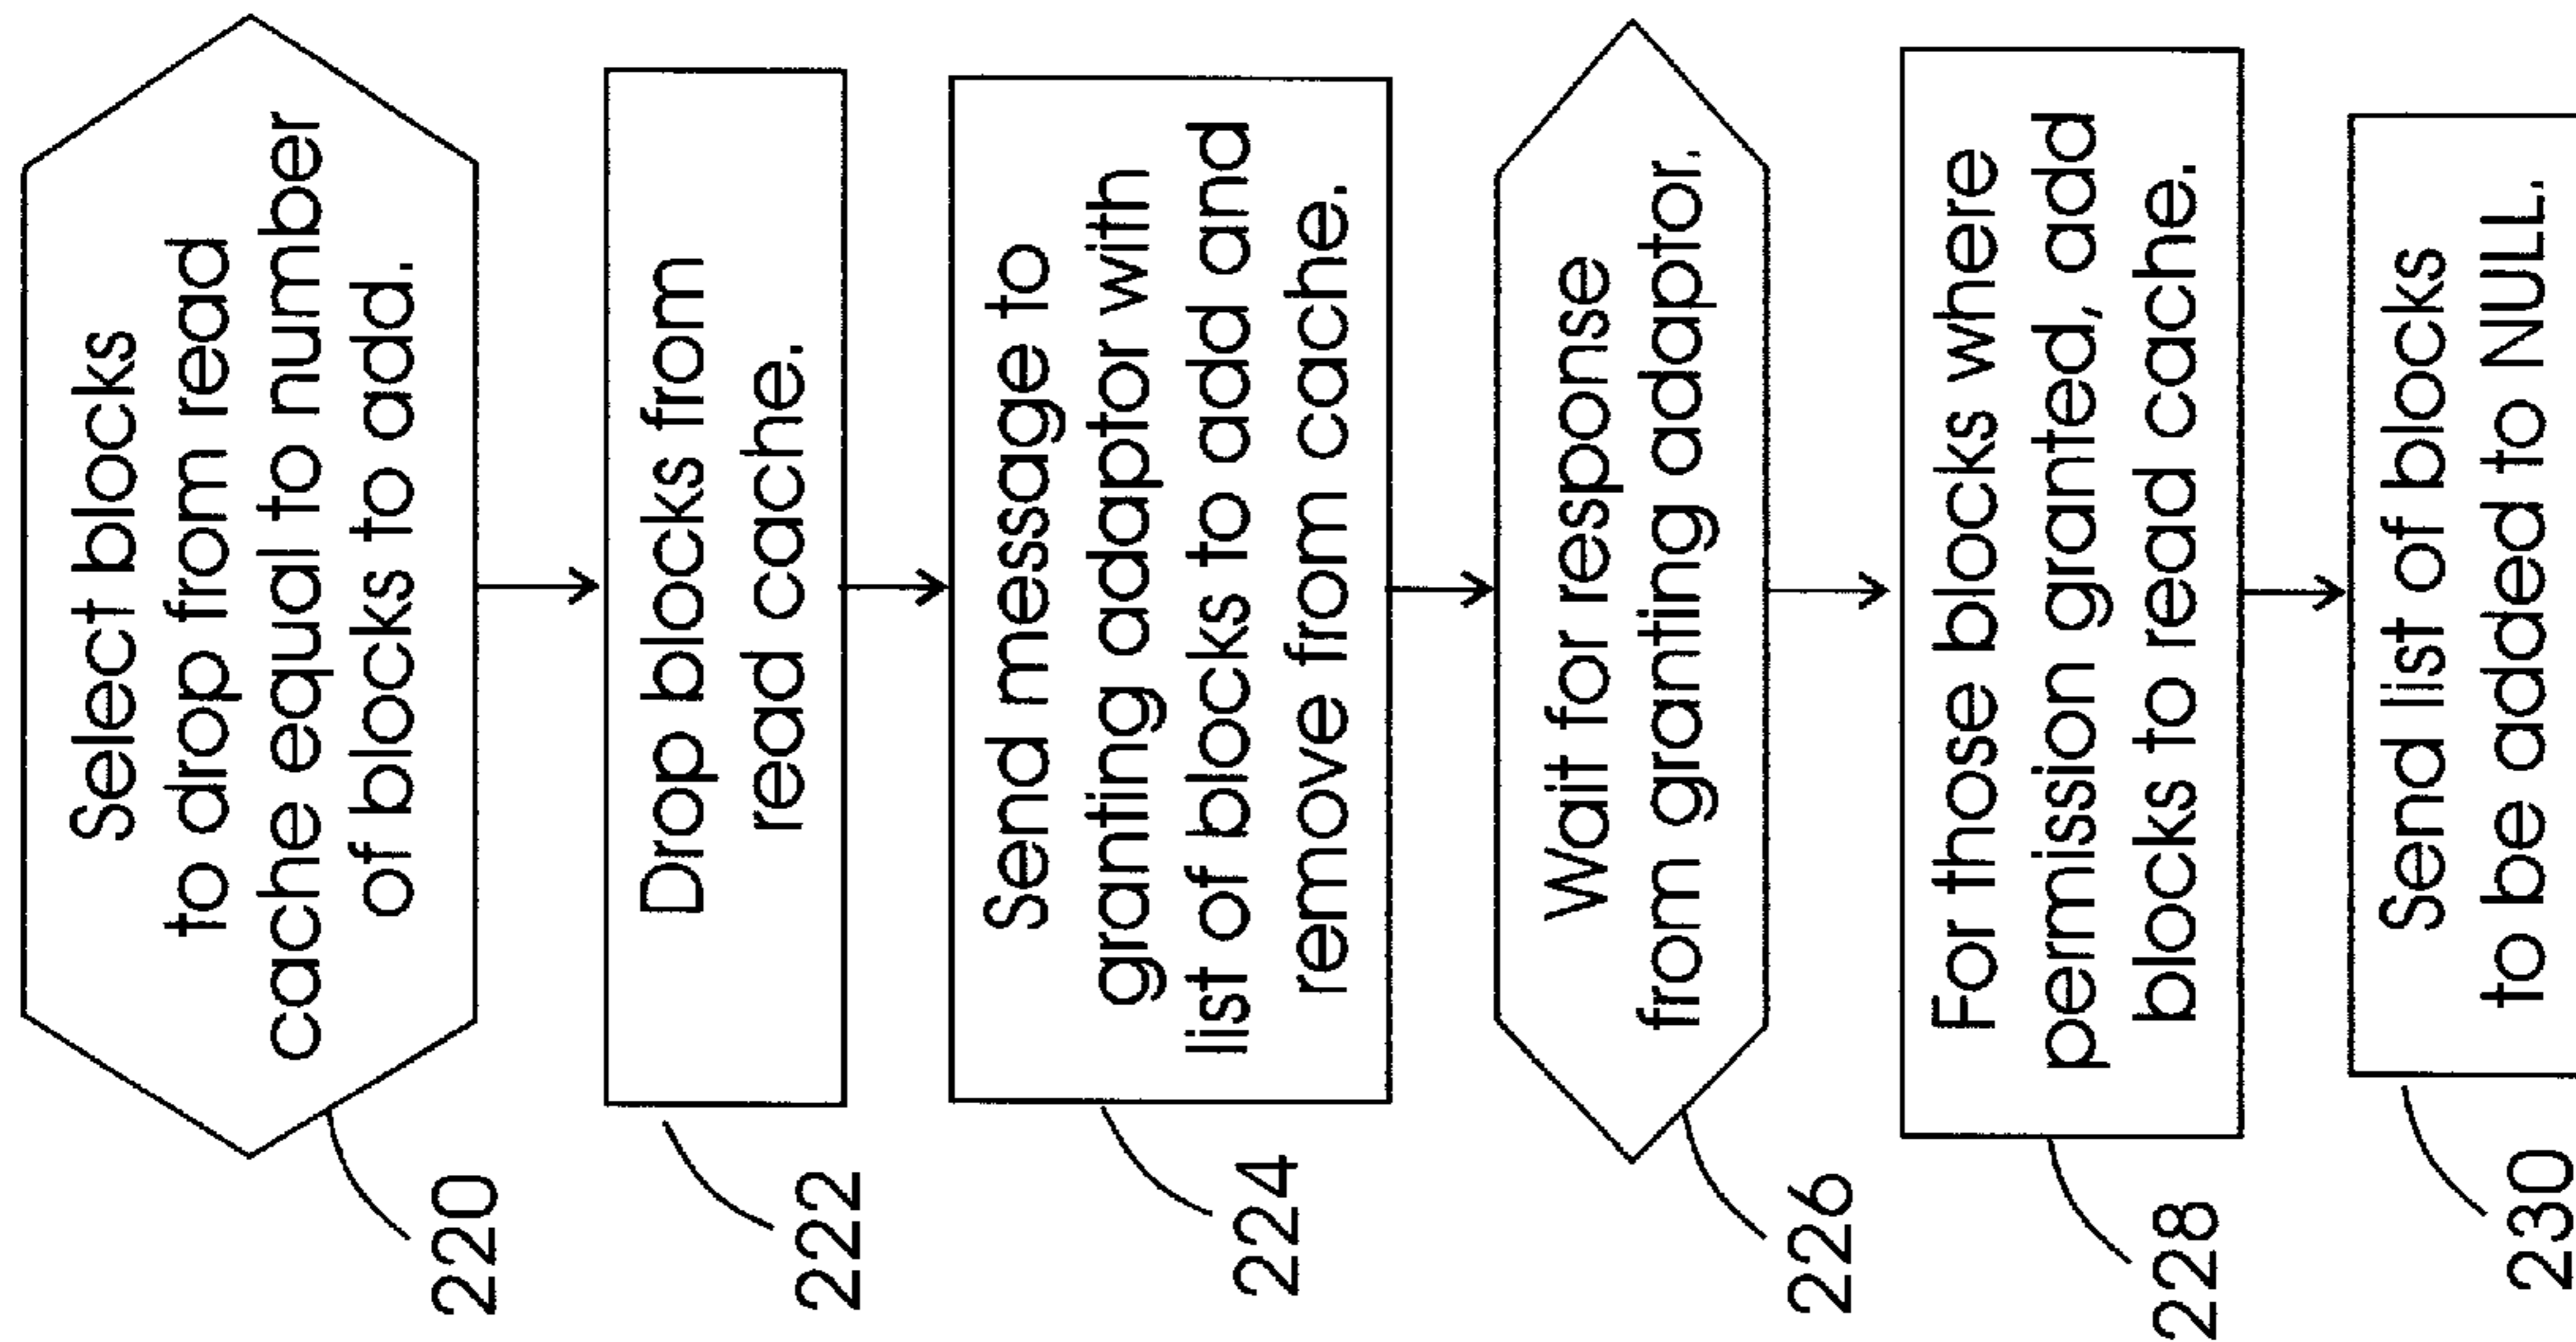 Select blocks
to drop from read
cache equal to number
of blocks to add.
220
Drop blocks from
read cache.
222
Send message to
granting adaptor with
list of blocks to add and
remove from cache.
224
Wait for response
from granting adaptor.
226
For those blocks where
permission granted, add
blocks to read cache.
228
Send list of blocks
to be added to NULL.
230